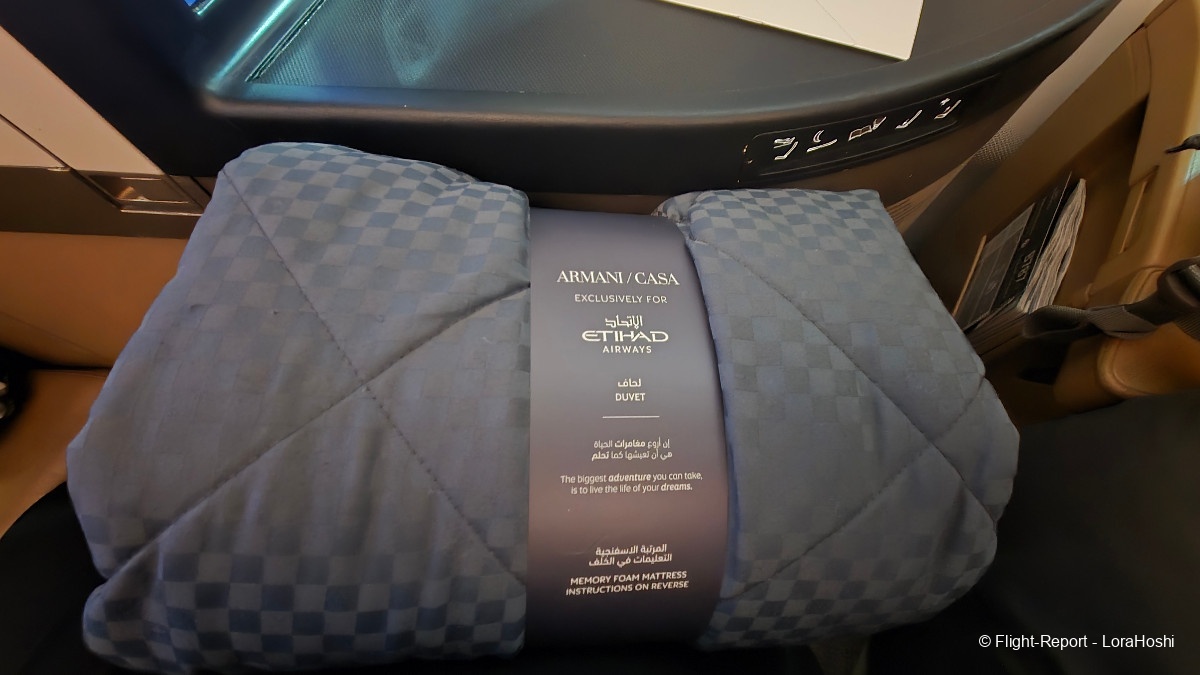 ARMANI / CASA
EXCLUSIVELY FOR
الإتحاد
ETIHAD
AIRWAYS
لحاف
DUVET
إن أروع مغامرات الحياة
هي أن تعيشها كما تحلم
The biggest adventure you can take,
is to live the life of your dreams.
المرتبة الاسفنجية
التعليمات في الخلف
MEMORY FOAM MATTRESS
INSTRUCTIONS ON REVERSE
© Flight-Report - LoraHoshi